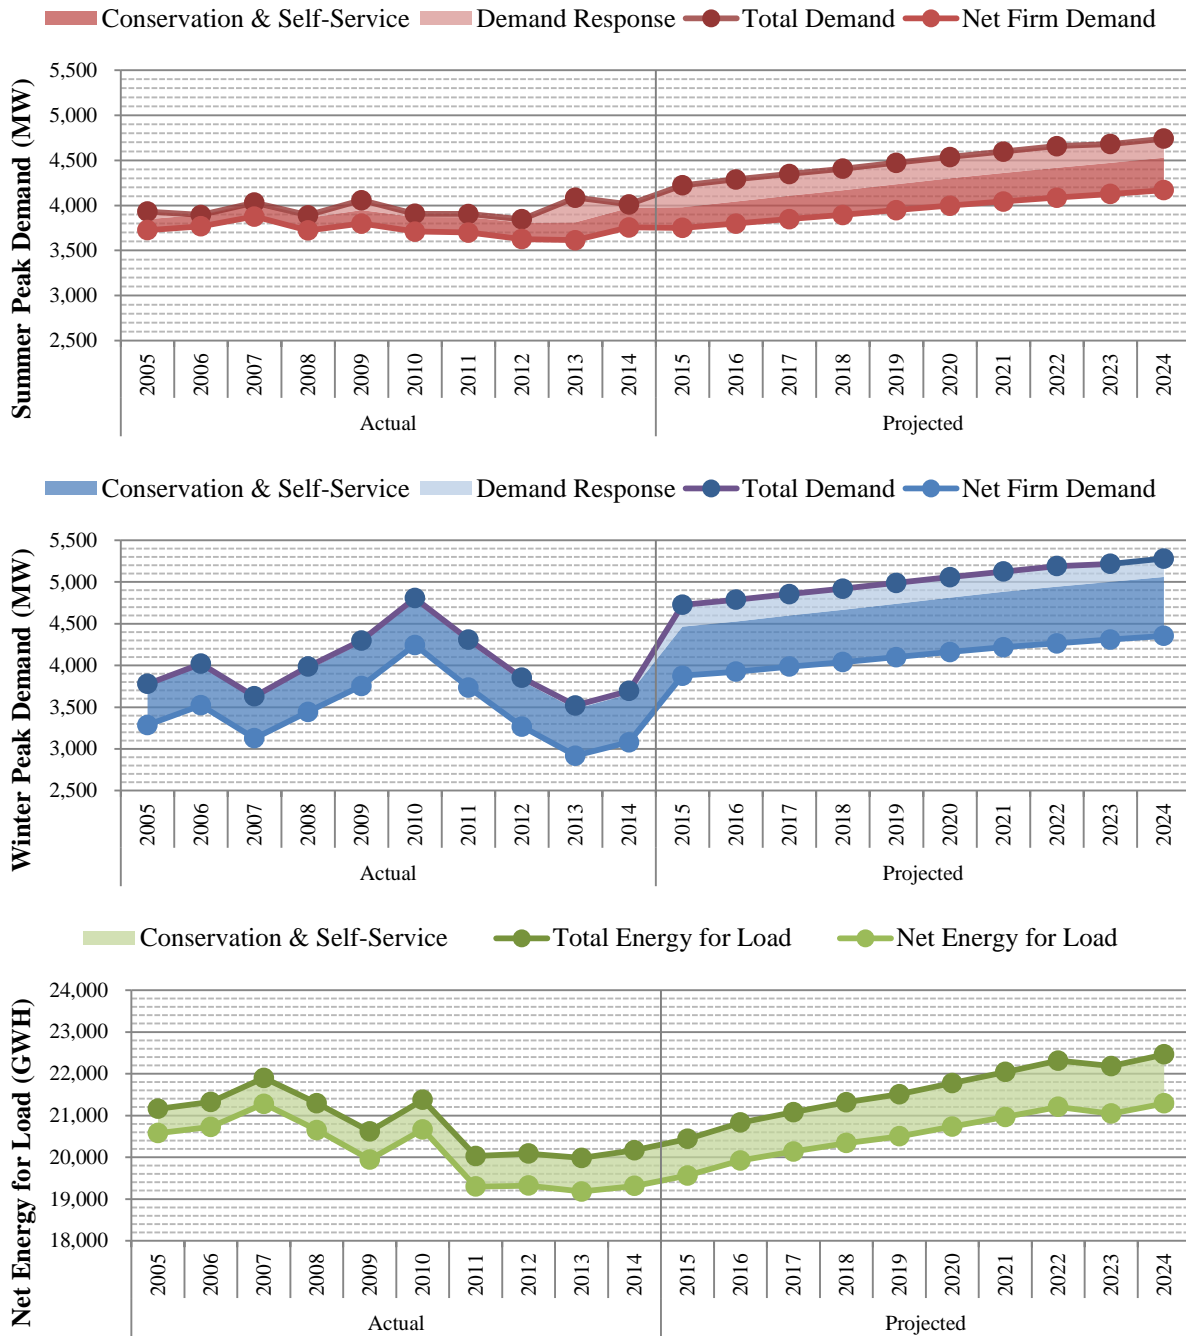 Conservation & Self-Service Demand Response Total Demand Net Firm Demand
Summer Peak Demand (MW)
5,500
5,000
4,500
4,000
3,500
3,000
2,500
2005 2006 2007 2008 2009 2010 2011 2012 2013 2014 2015 2016 2017 2018 2019 2020 2021 2022 2023 2024
Actual Projected
Conservation & Self-Service Demand Response Total Demand Net Firm Demand
Winter Peak Demand (MW)
5,500
5,000
4,500
4,000
3,500
3,000
2,500
2005 2006 2007 2008 2009 2010 2011 2012 2013 2014 2015 2016 2017 2018 2019 2020 2021 2022 2023 2024
Actual Projected
Conservation & Self-Service Total Energy for Load Net Energy for Load
Net Energy for Load (GWH)
24,000
23,000
22,000
21,000
20,000
19,000
18,000
2005 2006 2007 2008 2009 2010 2011 2012 2013 2014 2015 2016 2017 2018 2019 2020 2021 2022 2023 2024
Actual Projected